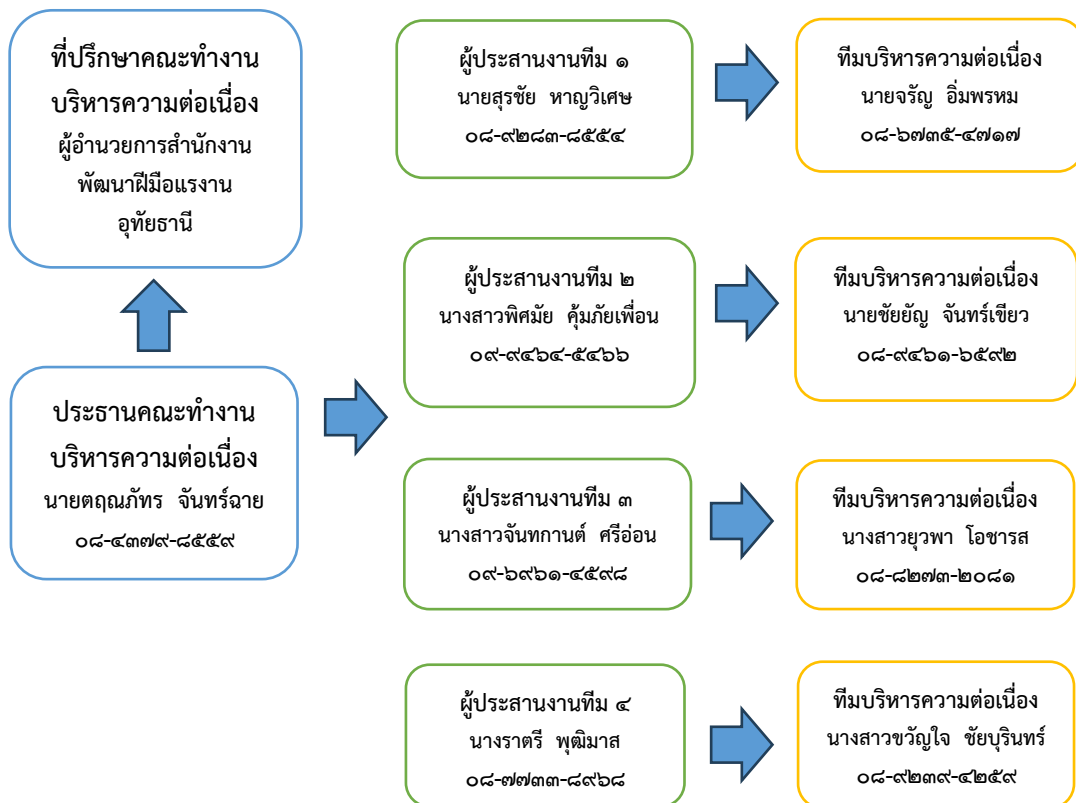 ที่ปรึกษาคณะทำงาน
บริหารความต่อเนื่อง
ผู้อำนวยการสำนักงาน
พัฒนาฝีมือแรงาน
อุทัยธานี
ประธานคณะทำงาน
บริหารความต่อเนื่อง
นายตฤณภัทร จันทร์ฉาย
๐๘-๔๓๗๙-๘๕๕๙
ผู้ประสานงานทีม ๑
นายสุรชัย หาญวิเศษ
๐๘-๙๒๘๓-๘๕๕๔
ทีมบริหารความต่อเนื่อง
นายจรัญ อิ่มพรหม
๐๘-๖๗๓๕-๔๗๑๗
ผู้ประสานงานทีม ๒
นางสาวพิศมัย คุ้มภัยเพื่อน
๐๙-๙๔๖๔-๕๔๖๖
ทีมบริหารความต่อเนื่อง
นายชัยยัญ จันทร์เขียว
๐๘-๙๔๖๑-๖๕๙๒
ผู้ประสานงานทีม ๓
นางสาวจันทกานต์ ศรีอ่อน
๐๙-๖๙๖๑-๔๕๙๘
ทีมบริหารความต่อเนื่อง
นางสาวยุวพา โอชารส
๐๘-๘๒๗๓-๒๐๘๑
ผู้ประสานงานทีม ๔
นางราตรี พุฒิมาส
๐๘-๗๗๓๓-๘๙๖๘
ทีมบริหารความต่อเนื่อง
นางสาวขวัญใจ ชัยบุรินทร์
๐๘-๙๒๓๙-๔๒๕๙